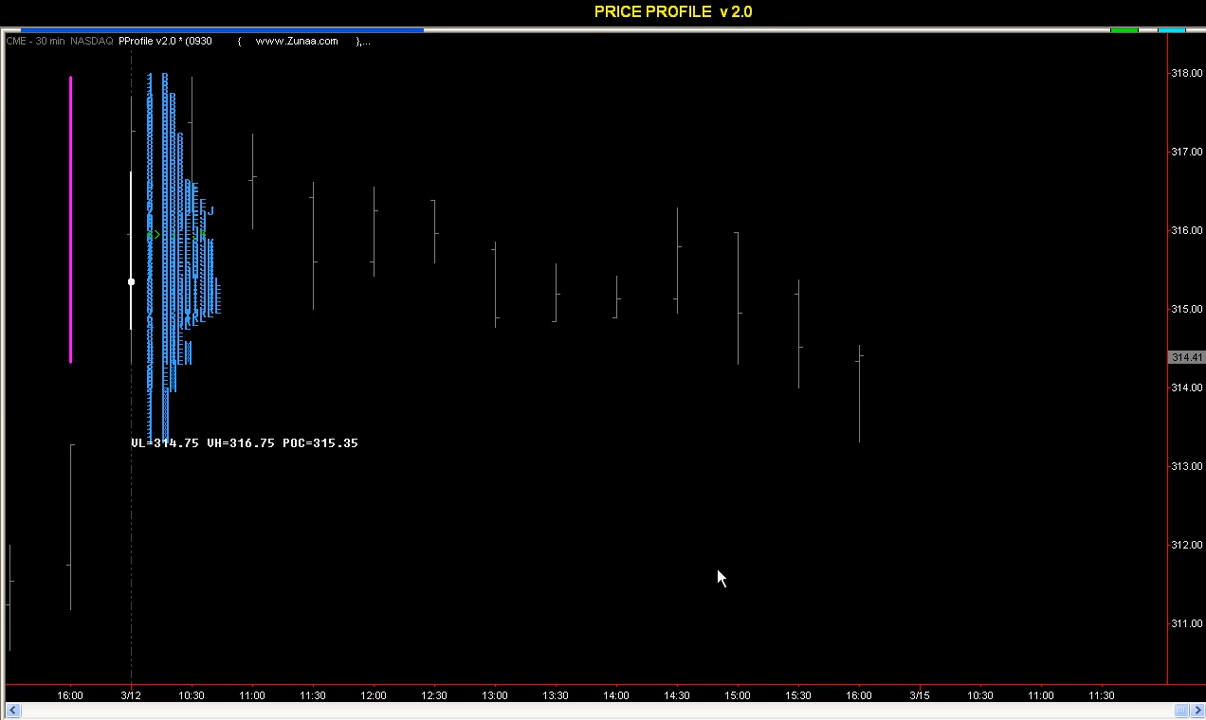 PRICE PROFILE v 2.0
CME - 30 min NASDAQ PProfile v2.0 * (0930 { www.Zunaa.com },...
318.00
317.00
316.00
315.00
314.41
314.00
313.00
312.00
311.00
VL=314.75 VH=316.75 POC=315.35
16:00 3/12 10:30 11:00 11:30 12:00 12:30 13:00 13:30 14:00 14:30 15:00 15:30 16:00 3/15 10:30 11:00 11:30